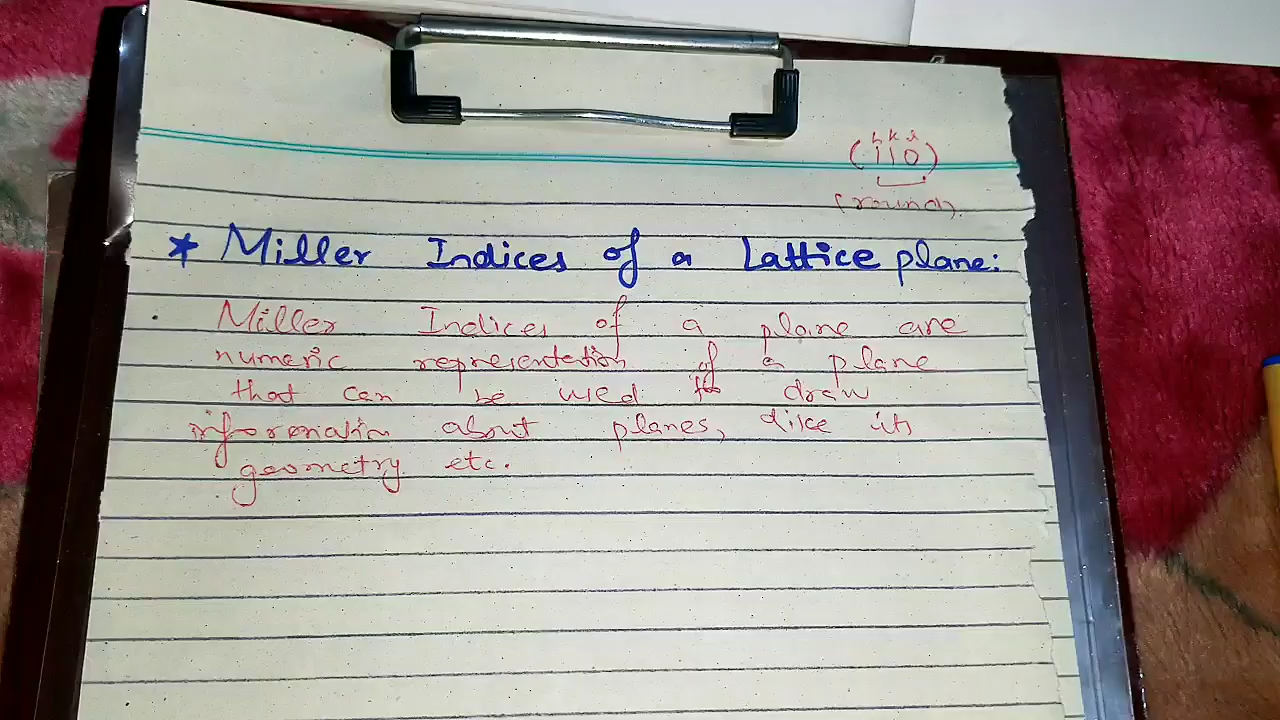 h k l
(110)
(round)
* Miller Indices of a Lattice plane:
. Miller Indices of a plane are
numeric representation of a plane
that can be used to draw
information about planes, like its
geometry etc.